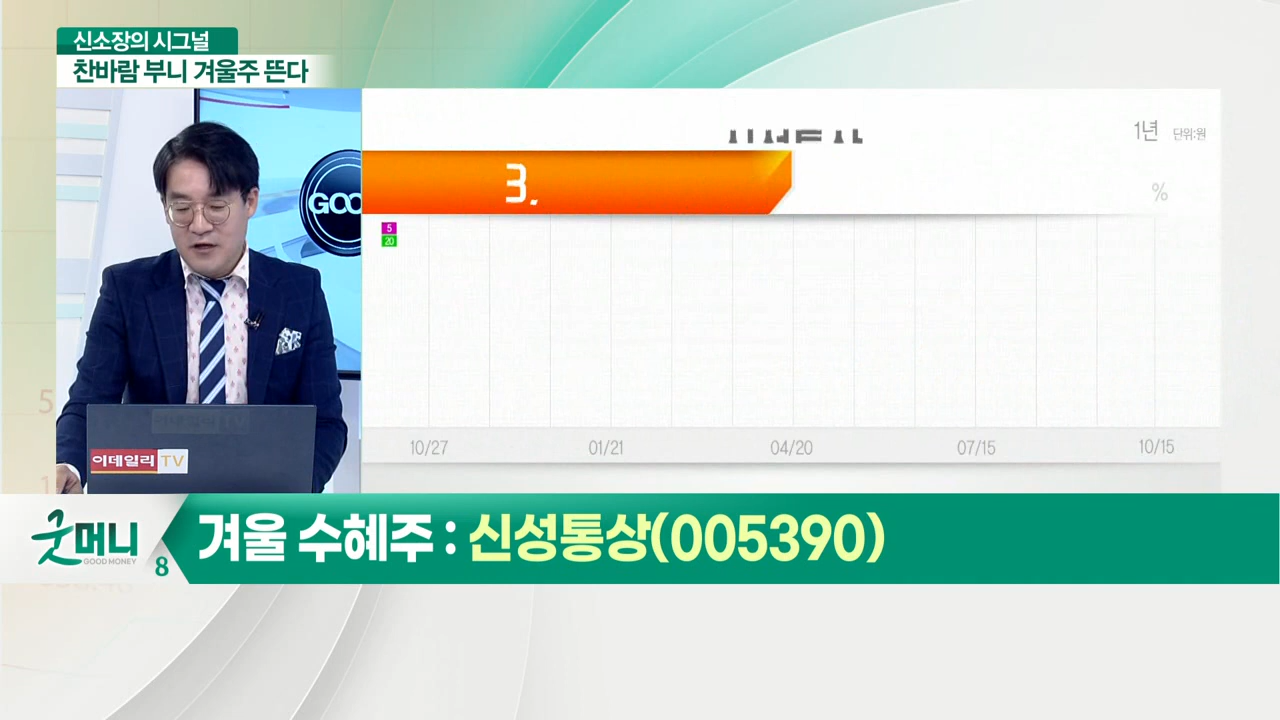 신소장의 시그널
찬바람 부니 겨울주 뜬다
GOO
1년 단위:원
3.
%
5
20
10/27 01/21 04/20 07/15 10/15
이데일리 TV
굿머니
GOOD MONEY
8
겨울 수혜주 : 신성통상(005390)